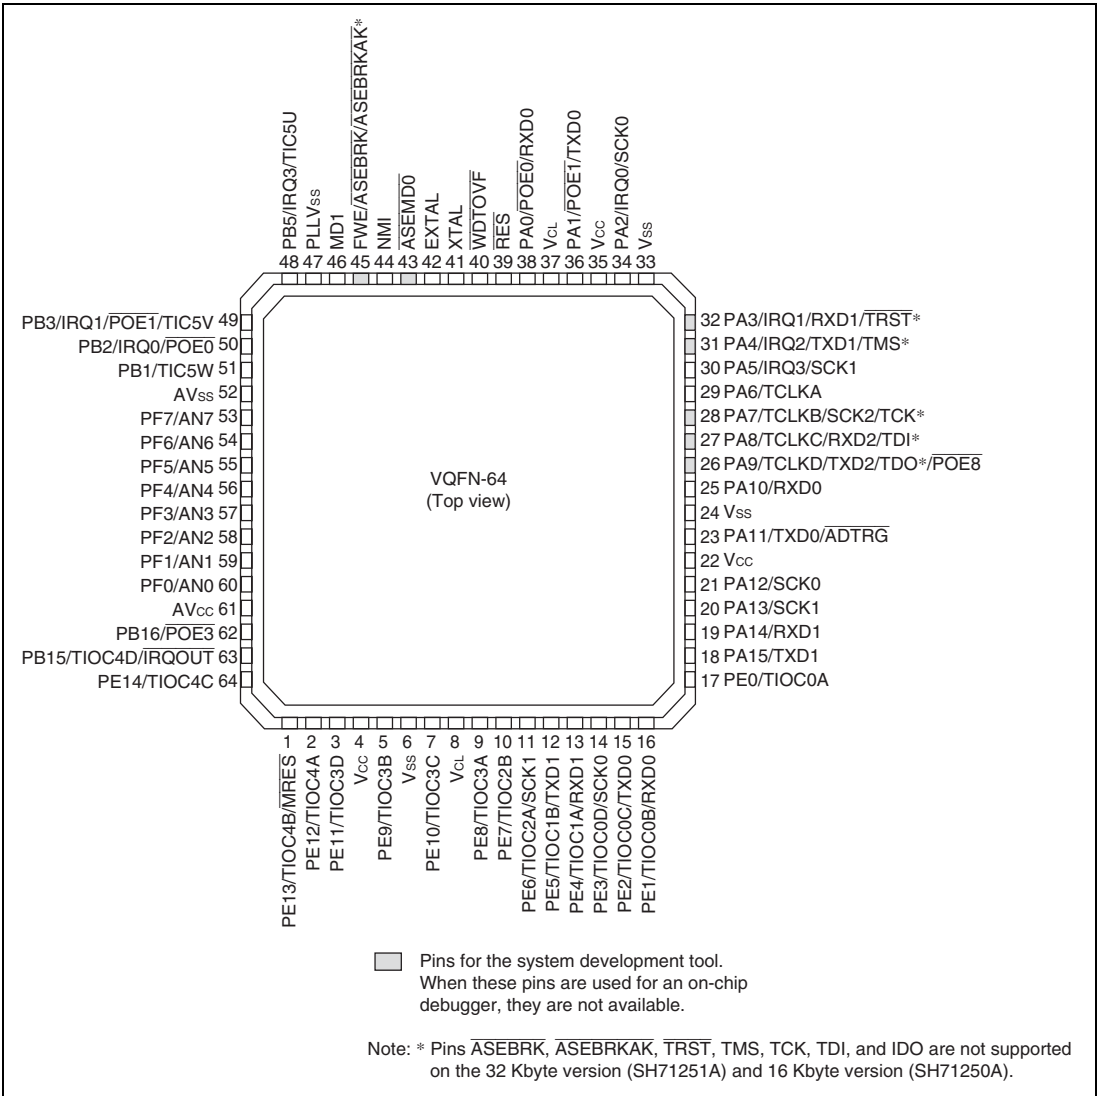 PB5/IRQ3/TIC5U
PLLVss
MD1
FWE/ASEBRK/ASEBRKAK*
NMI
ASEMD0
EXTAL
XTAL
WDTOVF
RES
PA0/POE0/RXD0
VCL
PA1/POE1/TXD0
Vcc
PA2/IRQ0/SCK0
Vss
48 47 46 45 44 43 42 41 40 39 38 37 36 35 34 33
PB3/IRQ1/POE1/TIC5V 49
PB2/IRQ0/POE0 50
PB1/TIC5W 51
AVss 52
PF7/AN7 53
PF6/AN6 54
PF5/AN5 55
PF4/AN4 56
PF3/AN3 57
PF2/AN2 58
PF1/AN1 59
PF0/AN0 60
AVcc 61
PB16/POE3 62
PB15/TIOC4D/IRQOUT 63
PE14/TIOC4C 64
VQFN-64
(Top view)
32 PA3/IRQ1/RXD1/TRST*
31 PA4/IRQ2/TXD1/TMS*
30 PA5/IRQ3/SCK1
29 PA6/TCLKA
28 PA7/TCLKB/SCK2/TCK*
27 PA8/TCLKC/RXD2/TDI*
26 PA9/TCLKD/TXD2/TDO*/POE8
25 PA10/RXD0
24 Vss
23 PA11/TXD0/ADTRG
22 Vcc
21 PA12/SCK0
20 PA13/SCK1
19 PA14/RXD1
18 PA15/TXD1
17 PE0/TIOC0A
1 2 3 4 5 6 7 8 9 10 11 12 13 14 15 16
PE13/TIOC4B/MRES
PE12/TIOC4A
PE11/TIOC3D
Vcc
PE9/TIOC3B
Vss
PE10/TIOC3C
VCL
PE8/TIOC3A
PE7/TIOC2B
PE6/TIOC2A/SCK1
PE5/TIOC1B/TXD1
PE4/TIOC1A/RXD1
PE3/TIOC0D/SCK0
PE2/TIOC0C/TXD0
PE1/TIOC0B/RXD0
Pins for the system development tool.
When these pins are used for an on-chip
debugger, they are not available.
Note: * Pins ASEBRK, ASEBRKAK, TRST, TMS, TCK, TDI, and IDO are not supported
on the 32 Kbyte version (SH71251A) and 16 Kbyte version (SH71250A).